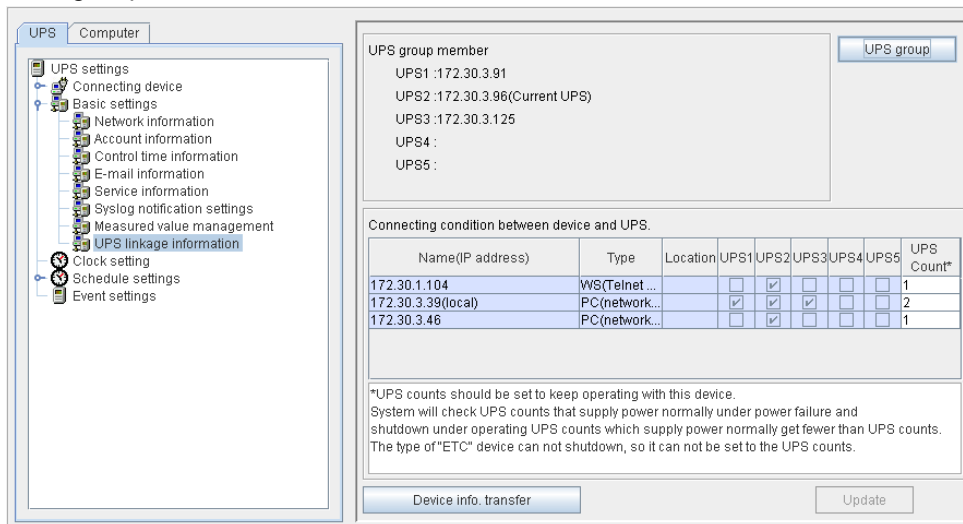 UPS Computer
UPS settings
Connecting device
Basic settings
Network information
Account information
Control time information
E-mail information
Service information
Syslog notification settings
Measured value management
UPS linkage information
Clock setting
Schedule settings
Event settings
UPS group member
UPS1 :172.30.3.91
UPS2 :172.30.3.96(Current UPS)
UPS3 :172.30.3.125
UPS4 :
UPS5 :
UPS group
Connecting condition between device and UPS.
Name(IP address) Type Location UPS1 UPS2 UPS3 UPS4 UPS5 UPS Count*
172.30.1.104 WS(Telnet ... 1
172.30.3.39(local) PC(network... 2
172.30.3.46 PC(network... 1
*UPS counts should be set to keep operating with this device.
System will check UPS counts that supply power normally under power failure and
shutdown under operating UPS counts which supply power normally get fewer than UPS counts.
The type of "ETC" device can not shutdown, so it can not be set to the UPS counts.
Device info. transfer Update